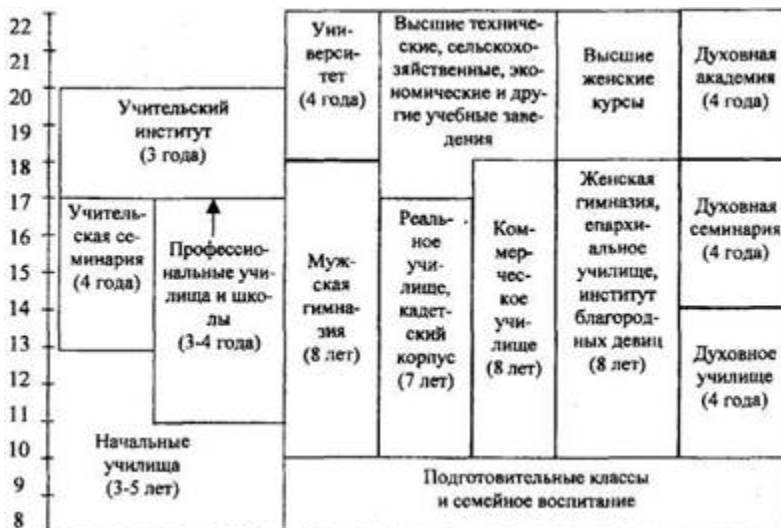 22
21
20
19
18
17
16
15
14
13
12
11
10
9
8
Учительский
институт
(3 года)
Учитель-
ская се-
минария
(4 года)
Профессио-
нальные учи-
лища и шко-
лы
(3-4 года)
Начальные
училища
(3-5 лет)
Уни-
верси-
тет
(4 года)
Муж-
ская
гимна-
зия
(8 лет)
Высшие техниче-
ские, сельскохо-
зяйственные, эко-
номические и дру-
гие учебные заве-
дения
Реаль-
ное
учи-
лище,
кадет-
ский
корпус
(7 лет)
Ком-
мер-
чес-
кое
учи-
лище
(8 лет)
Высшие
женские
курсы
Женская
гимназия,
епархи-
альное
училище,
институт
благород-
ных девиц
(8 лет)
Духовная
академия
(4 года)
Духовная
семинария
(4 года)
Духовное
училище
(4 года)
Подготовительные классы
и семейное воспитание